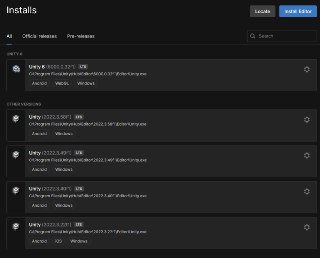 Installs
Locate
Install Editor
All
Official releases
Pre-releases
Search
UNITY 6
Unity 6 (6000.0.32f1) LTS
C:\Program Files\Unity\Hub\Editor\6000.0.32f1\Editor\Unity.exe
Android WebGL Windows
OTHER VERSIONS
Unity (2022.3.58f1) LTS
C:\Program Files\Unity\Hub\Editor\2022.3.58f1\Editor\Unity.exe
Android Windows
Unity (2022.3.49f1) LTS
C:\Program Files\Unity\Hub\Editor\2022.3.49f1\Editor\Unity.exe
Android Windows
Unity (2022.3.40f1) LTS
C:\Program Files\Unity\Hub\Editor\2022.3.40f1\Editor\Unity.exe
Android Windows
Unity (2022.3.22f1) LTS
C:\Program Files\Unity\Hub\Editor\2022.3.22f1\Editor\Unity.exe
Android iOS Windows